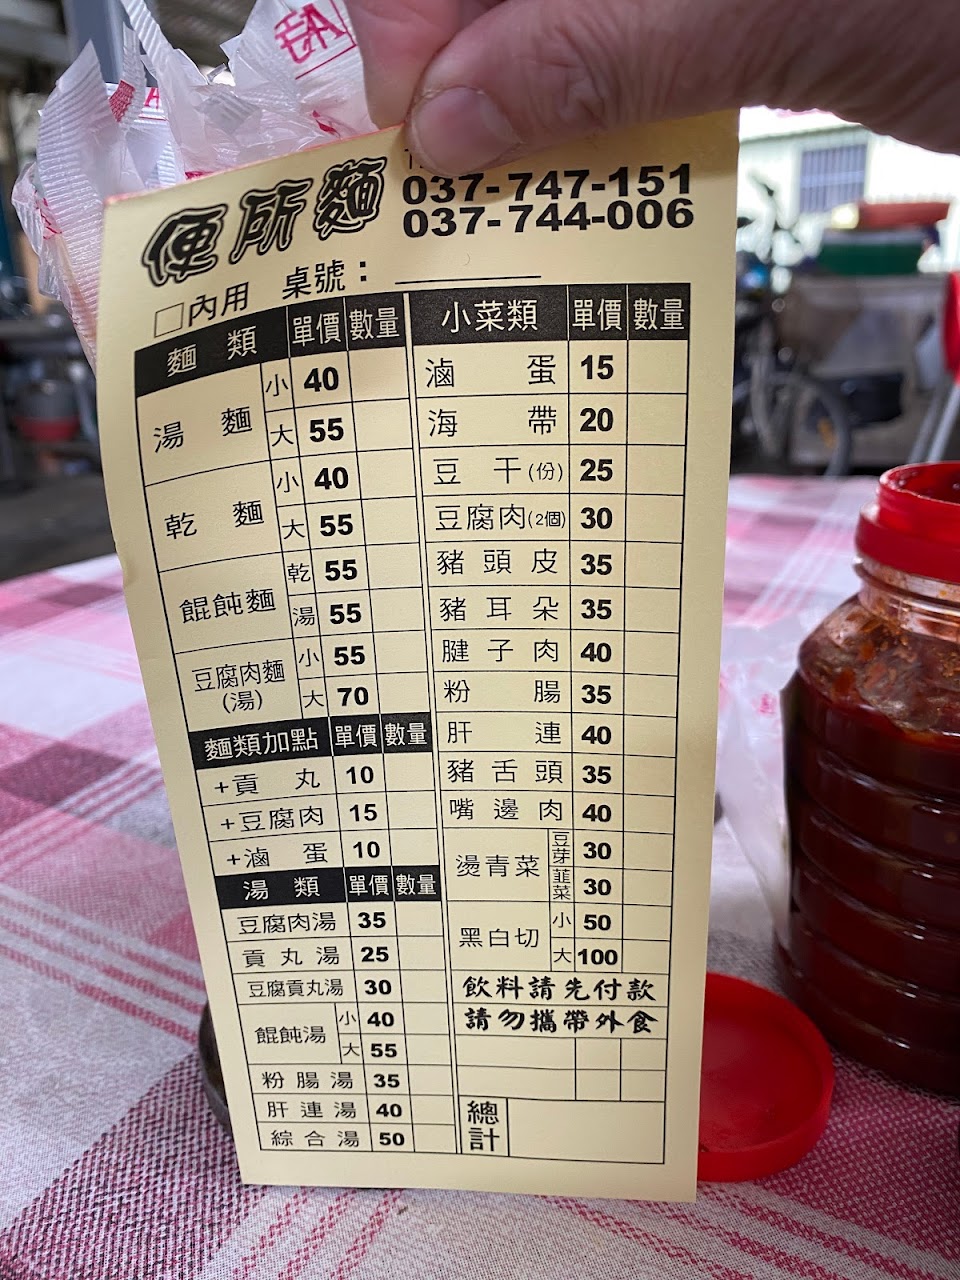 EA
便所麵
037-747-151
037-744-006
□內用 桌號：
麵類 單價 數量
湯麵 小 40
大 55
乾麵 小 40
大 55
餛飩麵 乾 55
湯 55
豆腐肉麵(湯) 小 55
大 70
麵類加點 單價 數量
+貢丸 10
+豆腐肉 15
+滷蛋 10
湯類 單價 數量
豆腐肉湯 35
貢丸湯 25
豆腐貢丸湯 30
餛飩湯 小 40
大 55
粉腸湯 35
肝連湯 40
綜合湯 50
小菜類 單價 數量
滷蛋 15
海帶 20
豆干(份) 25
豆腐肉(2個) 30
豬頭皮 35
豬耳朵 35
腱子肉 40
粉腸 35
肝連 40
豬舌頭 35
嘴邊肉 40
燙青菜 豆芽 30
韮菜 30
黑白切 小 50
大 100
飲料請先付款
請勿攜帶外食
總計